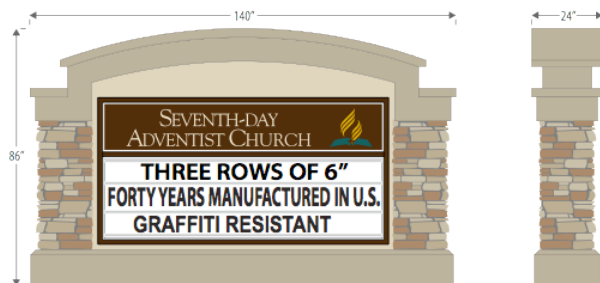 140"
24"
86"
SEVENTH-DAY
ADVENTIST CHURCH
THREE ROWS OF 6”
FORTY YEARS MANUFACTURED IN U.S.
GRAFFITI RESISTANT